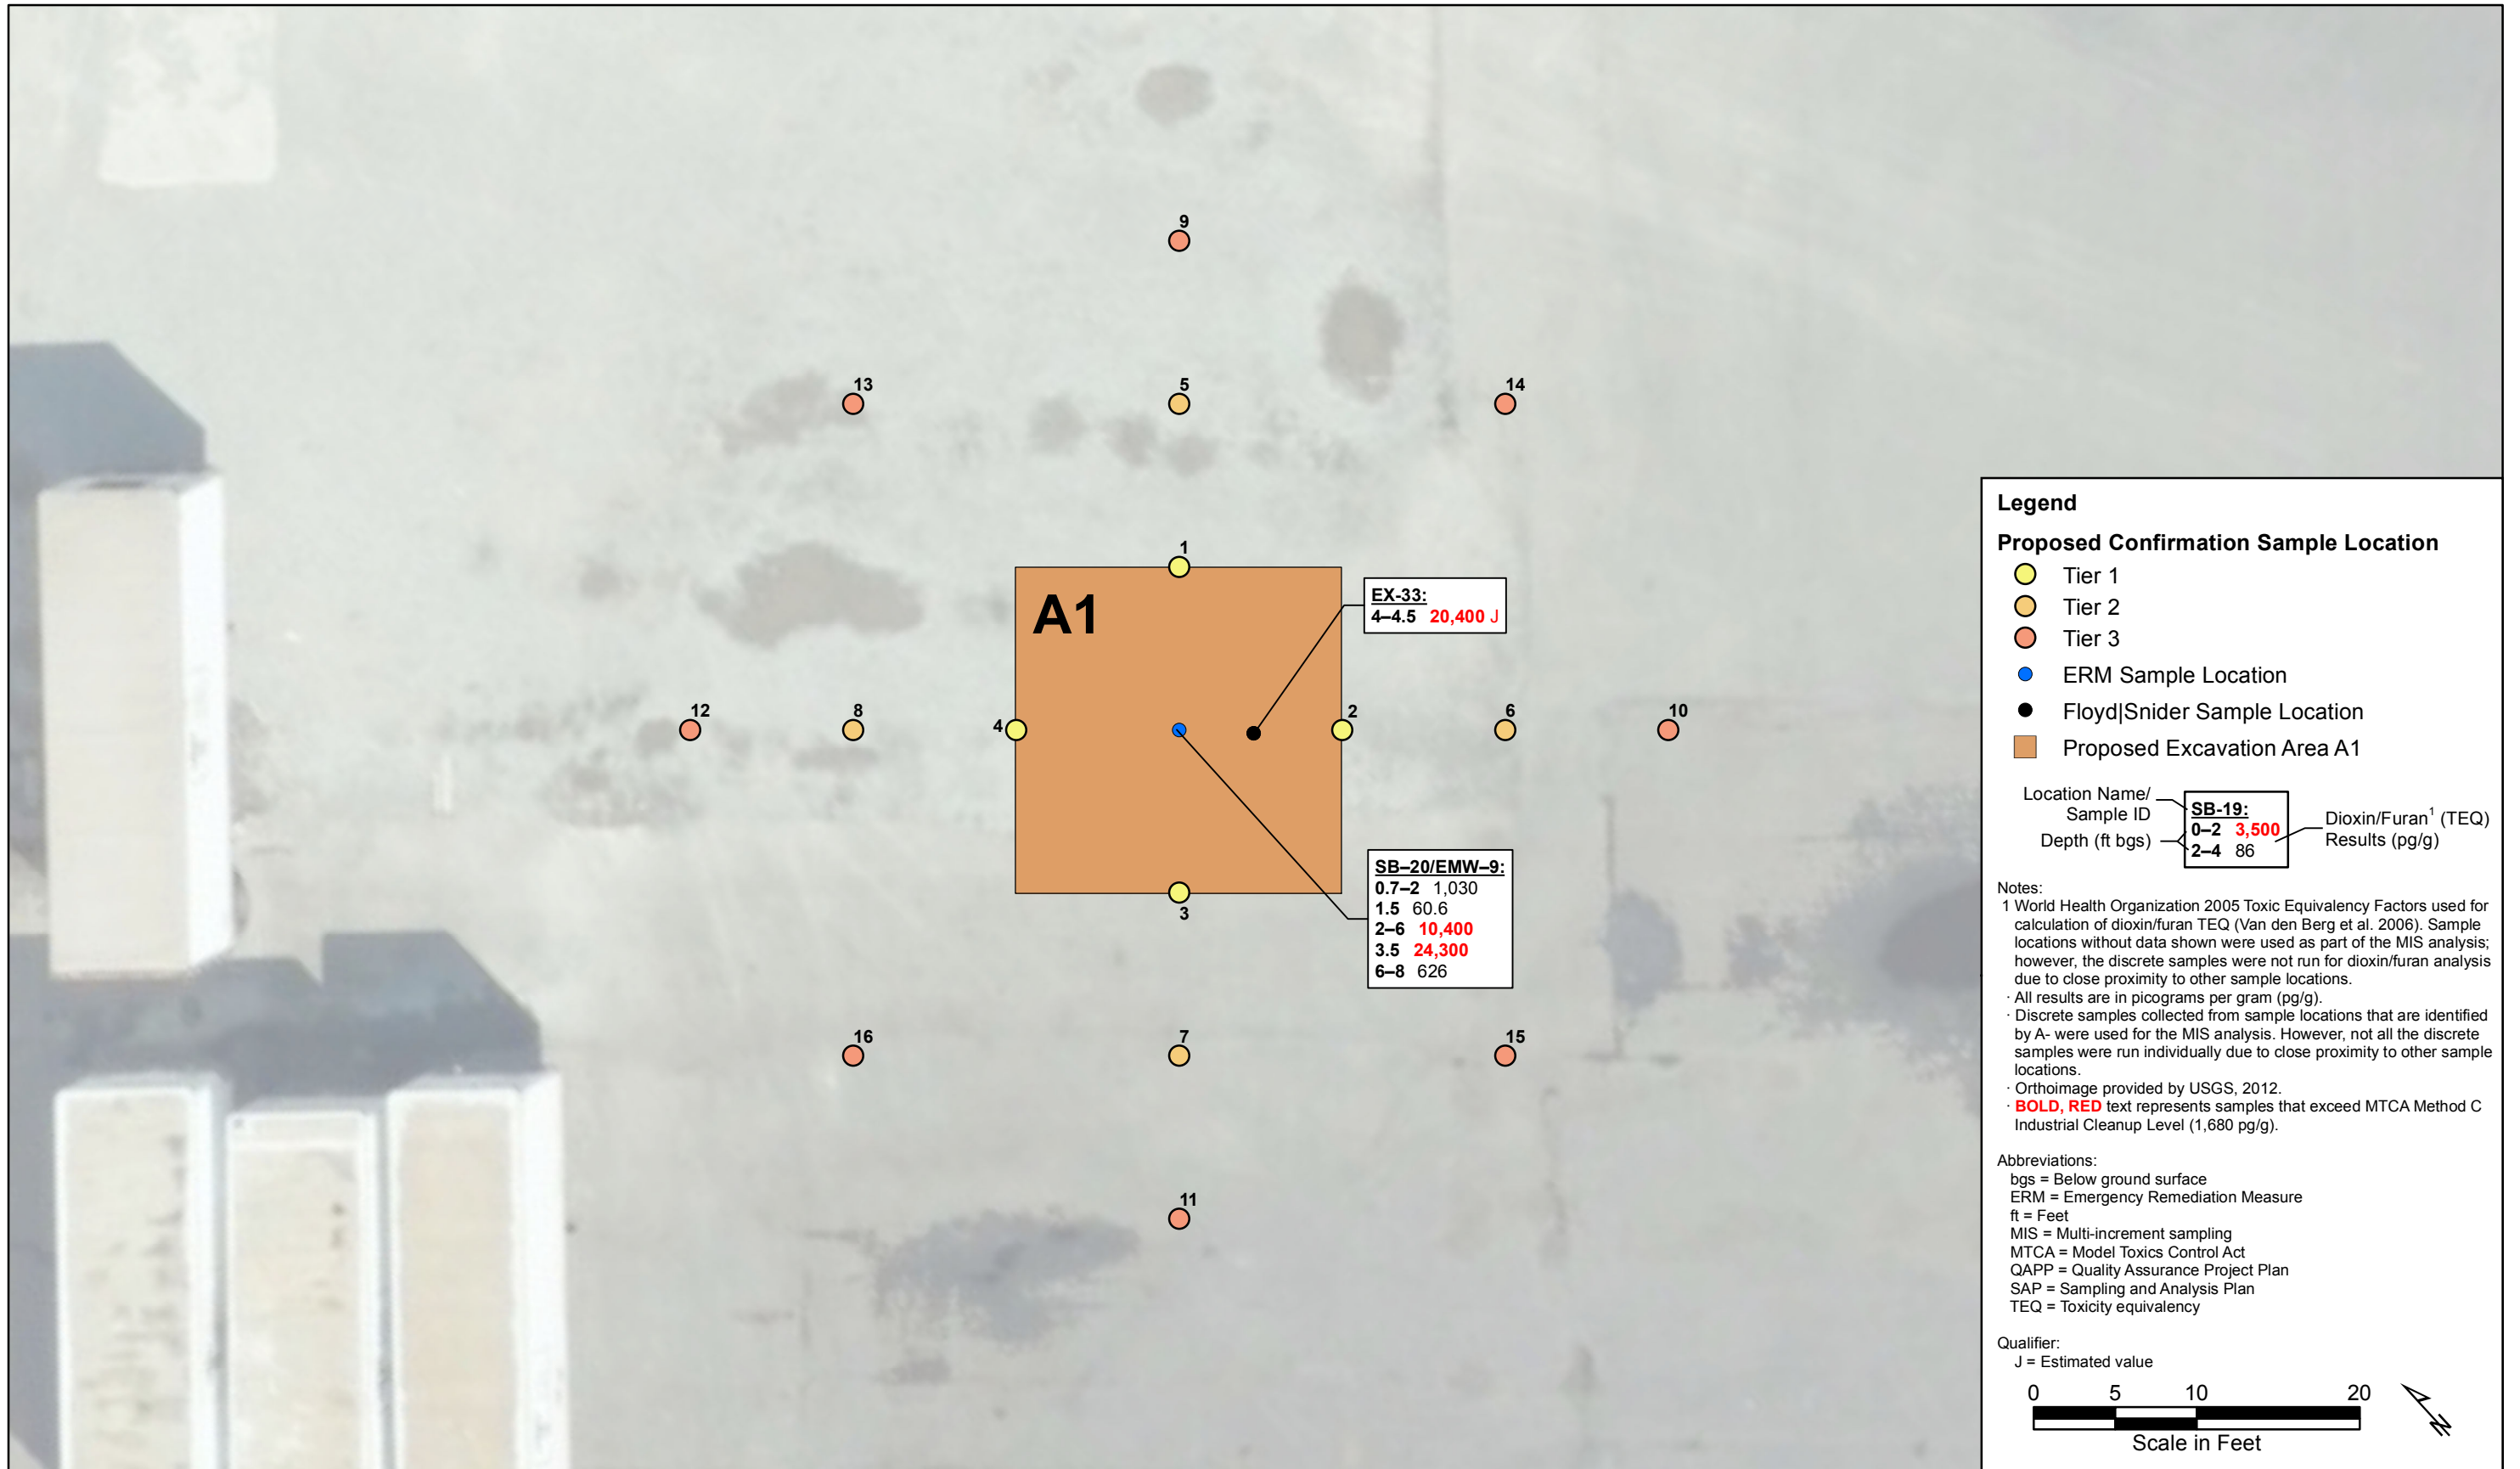 9
13
5
14
1
A1
EX-33:
4–4.5 20,400 J
12
8
4
2
6
10
3
SB–20/EMW–9:
0.7–2 1,030
1.5 60.6
2–6 10,400
3.5 24,300
6–8 626
16
7
15
11
Legend
Proposed Confirmation Sample Location
Tier 1
Tier 2
Tier 3
ERM Sample Location
Floyd|Snider Sample Location
Proposed Excavation Area A1
Location Name/
Sample ID
Depth (ft bgs)
SB-19:
0–2 3,500
2–4 86
Dioxin/Furan1 (TEQ)
Results (pg/g)
Notes:
1 World Health Organization 2005 Toxic Equivalency Factors used for
calculation of dioxin/furan TEQ (Van den Berg et al. 2006). Sample
locations without data shown were used as part of the MIS analysis;
however, the discrete samples were not run for dioxin/furan analysis
due to close proximity to other sample locations.
· All results are in picograms per gram (pg/g).
· Discrete samples collected from sample locations that are identified
by A- were used for the MIS analysis. However, not all the discrete
samples were run individually due to close proximity to other sample
locations.
· Orthoimage provided by USGS, 2012.
· BOLD, RED text represents samples that exceed MTCA Method C
Industrial Cleanup Level (1,680 pg/g).
Abbreviations:
bgs = Below ground surface
ERM = Emergency Remediation Measure
ft = Feet
MIS = Multi-increment sampling
MTCA = Model Toxics Control Act
QAPP = Quality Assurance Project Plan
SAP = Sampling and Analysis Plan
TEQ = Toxicity equivalency
Qualifier:
J = Estimated value
0 5 10 20
Scale in Feet
N